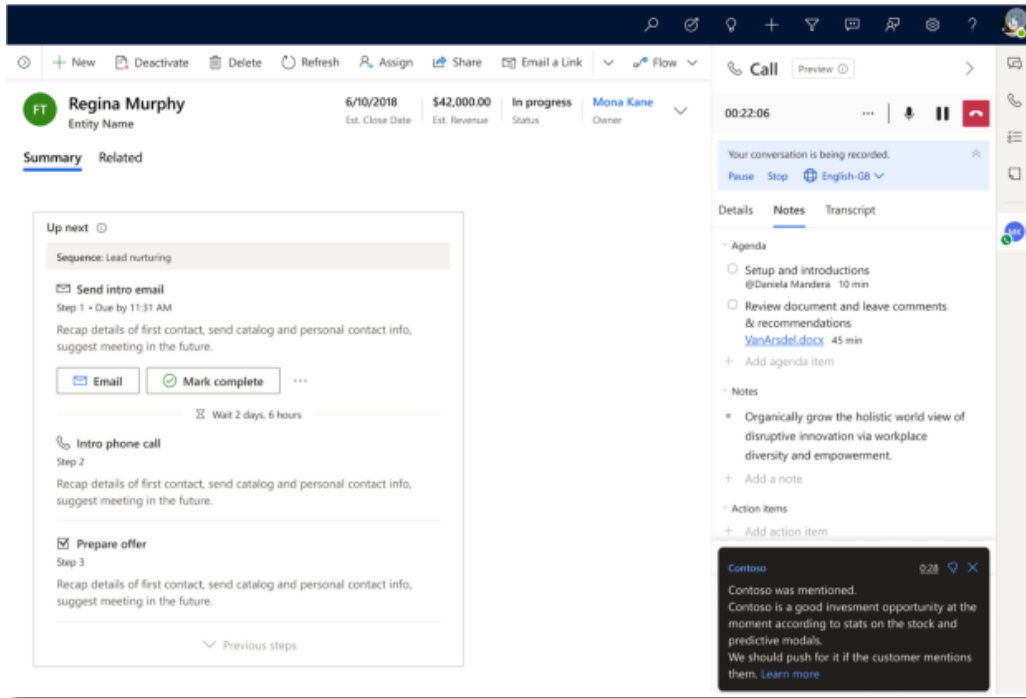 New Deactivate Delete Refresh Assign Share Email a Link Flow
FT
Regina Murphy
Entity Name
6/10/2018
Est. Close Date
$42,000.00
Est. Revenue
In progress
Status
Mona Kane
Owner
Summary Related
Up next
Sequence: Lead nurturing
Send intro email
Step 1 • Due by 11:31 AM
Recap details of first contact, send catalog and personal contact info,
suggest meeting in the future.
Email Mark complete ...
Wait 2 days, 6 hours
Intro phone call
Step 2
Recap details of first contact, send catalog and personal contact info,
suggest meeting in the future.
Prepare offer
Step 3
Recap details of first contact, send catalog and personal contact info,
suggest meeting in the future.
Previous steps
Call Preview
00:22:06 ...
Your conversation is being recorded.
Pause Stop English-GB
Details Notes Transcript
Agenda
Setup and introductions
@Daniela Mandera 10 min
Review document and leave comments
& recommendations
VanArsdel.docx 45 min
+ Add agenda item
Notes
Organically grow the holistic world view of
disruptive innovation via workplace
diversity and empowerment.
+ Add a note
Action items
+ Add action item
Contoso 0:28
Contoso was mentioned.
Contoso is a good invesment opportunity at the
moment according to stats on the stock and
predictive modals.
We should push for it if the customer mentions
them. Learn more
MK